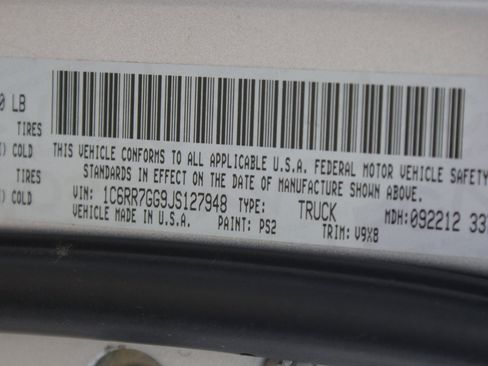 0 LB
TIRES
) COLD
TIRES
) COLD
THIS VEHICLE CONFORMS TO ALL APPLICABLE U.S.A. FEDERAL MOTOR VEHICLE SAFETY
STANDARDS IN EFFECT ON THE DATE OF MANUFACTURE SHOWN ABOVE.
VIN: 1C6RR7GG9JS127948 TYPE: TRUCK MDH: 092212 33
VEHICLE MADE IN U.S.A. PAINT: PS2 TRIM: V9X8